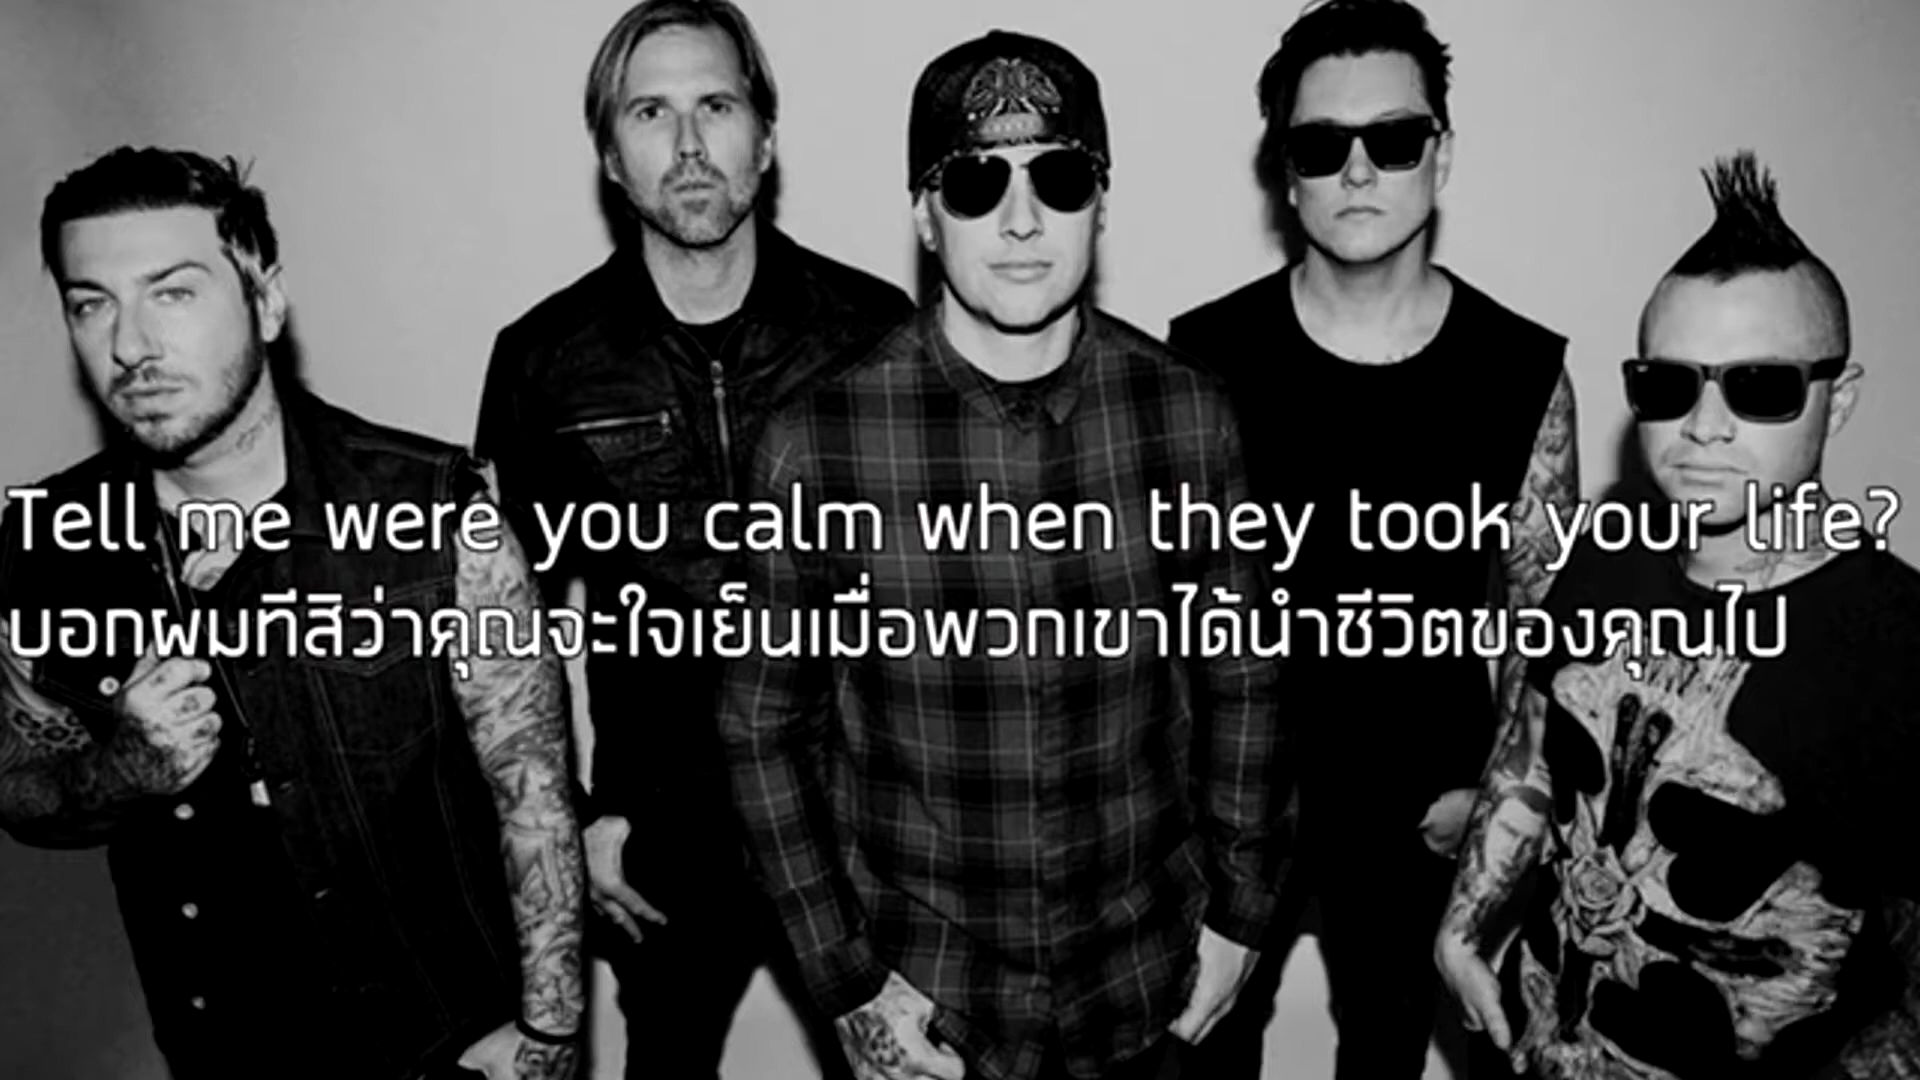 Tell me were you calm when they took your life?
บอกผมทีสิว่าคุณจะใจเย็นเมื่อพวกเขาได้นำชีวิตของคุณไป